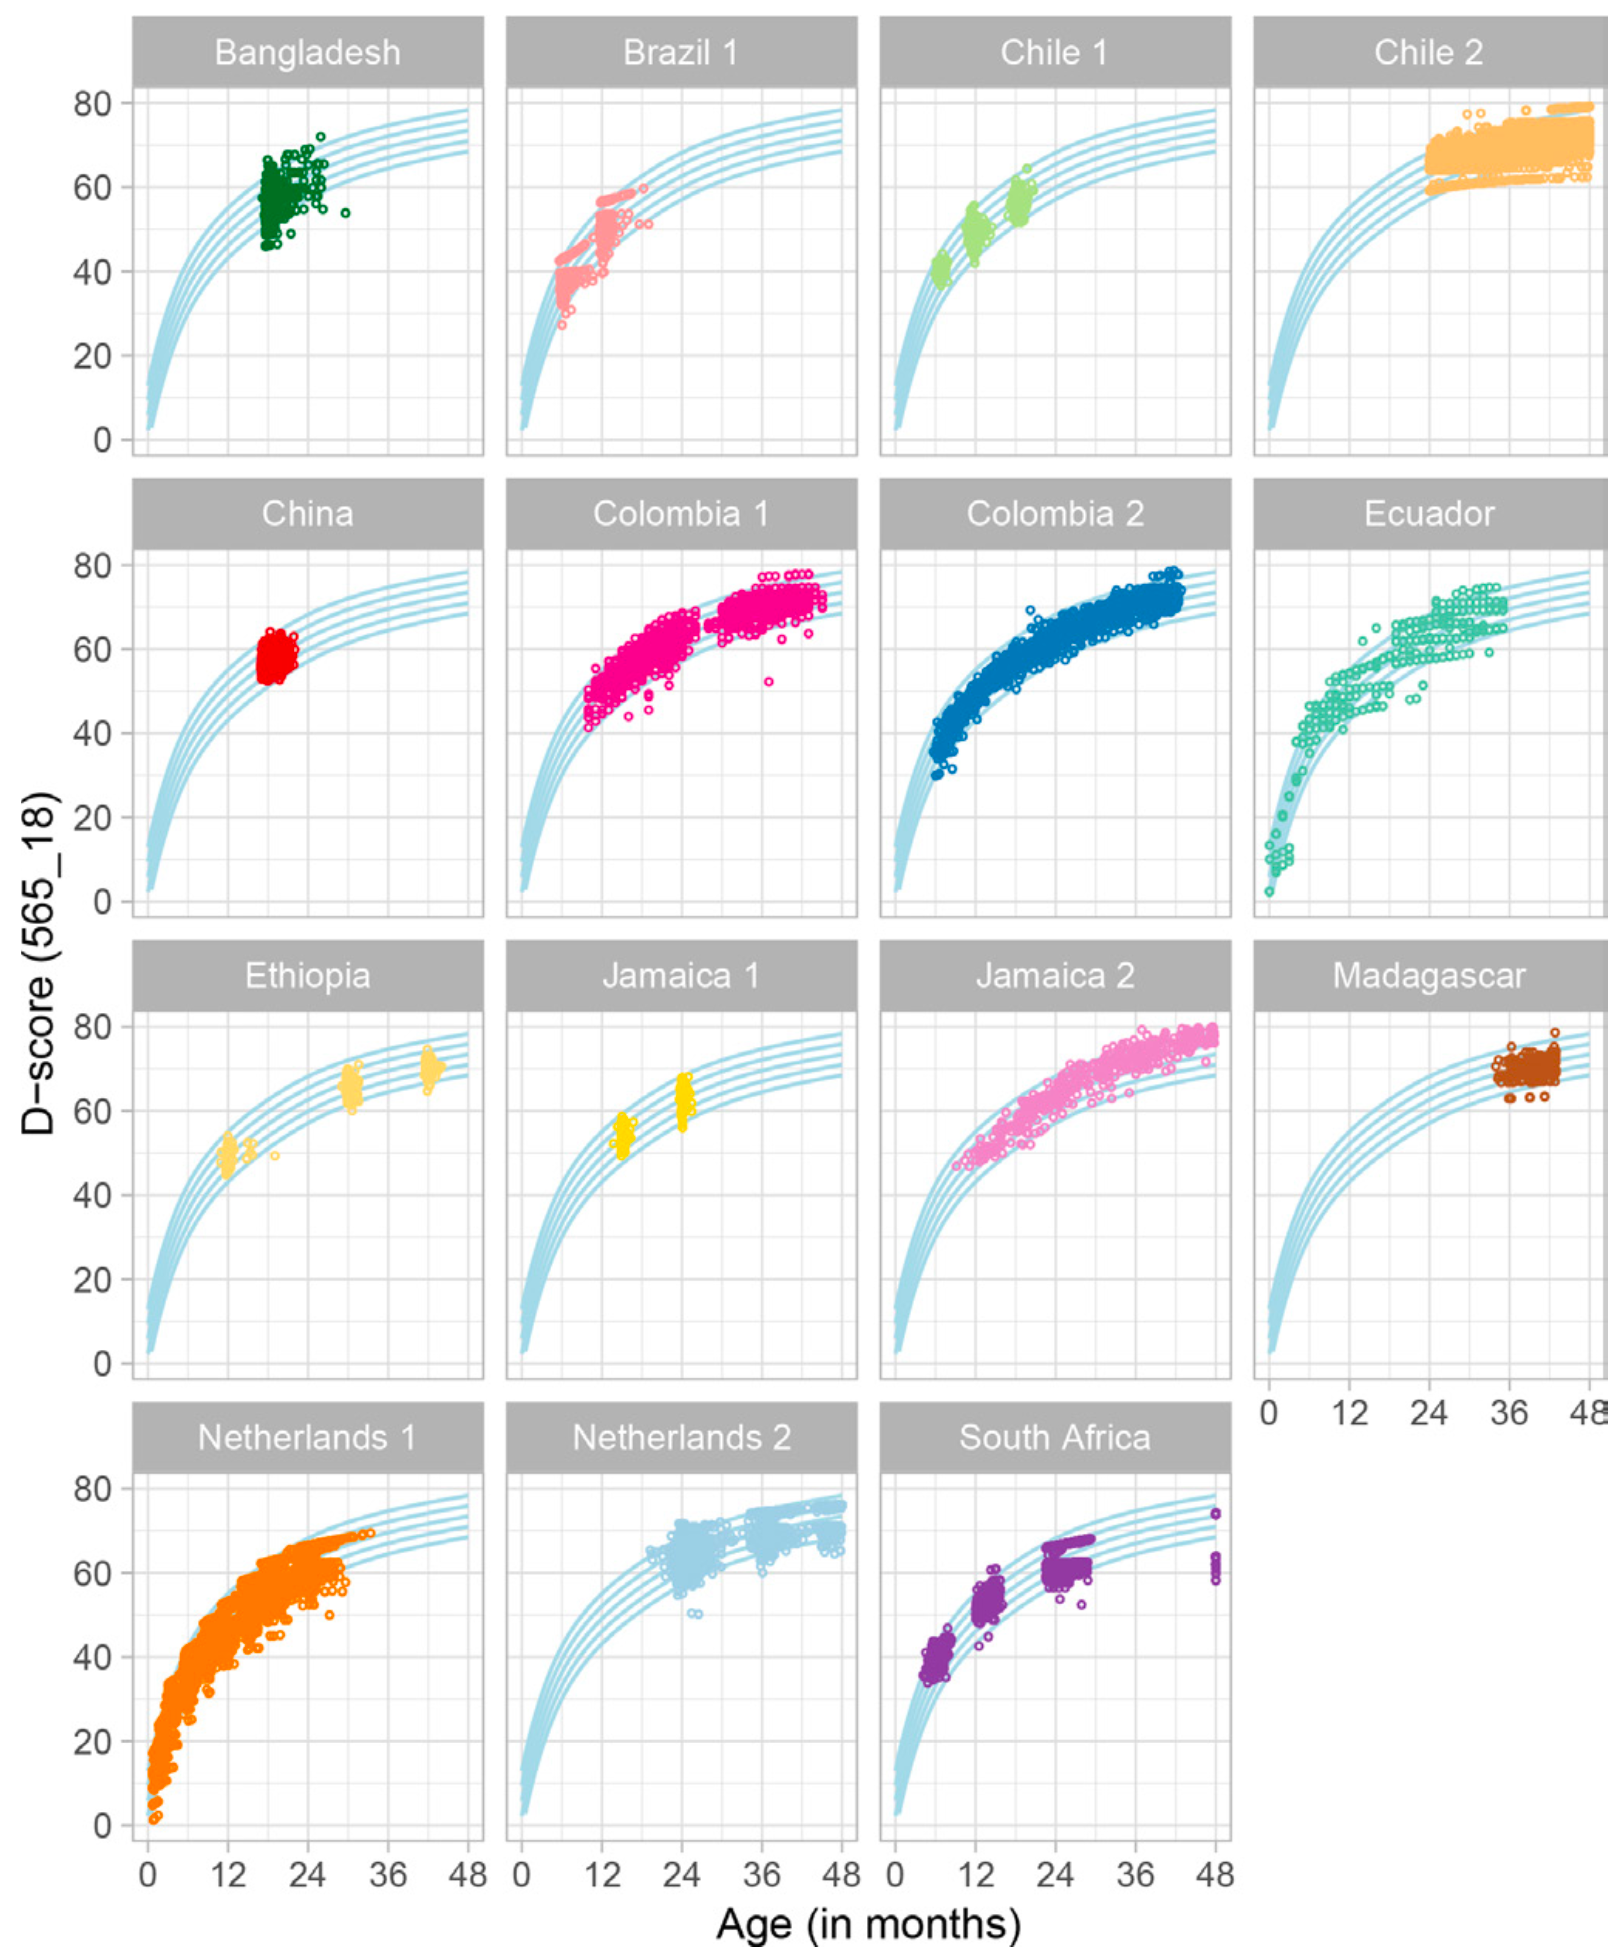 Bangladesh Brazil 1 Chile 1 Chile 2
80
60
40
20
0
China Colombia 1 Colombia 2 Ecuador
80
60
40
20
0
Ethiopia Jamaica 1 Jamaica 2 Madagascar
80
60
40
20
0
0 12 24 36 48
Netherlands 1 Netherlands 2 South Africa
80
60
40
20
0
0 12 24 36 48 0 12 24 36 48 0 12 24 36 48
Age (in months)
D−score (565_18)